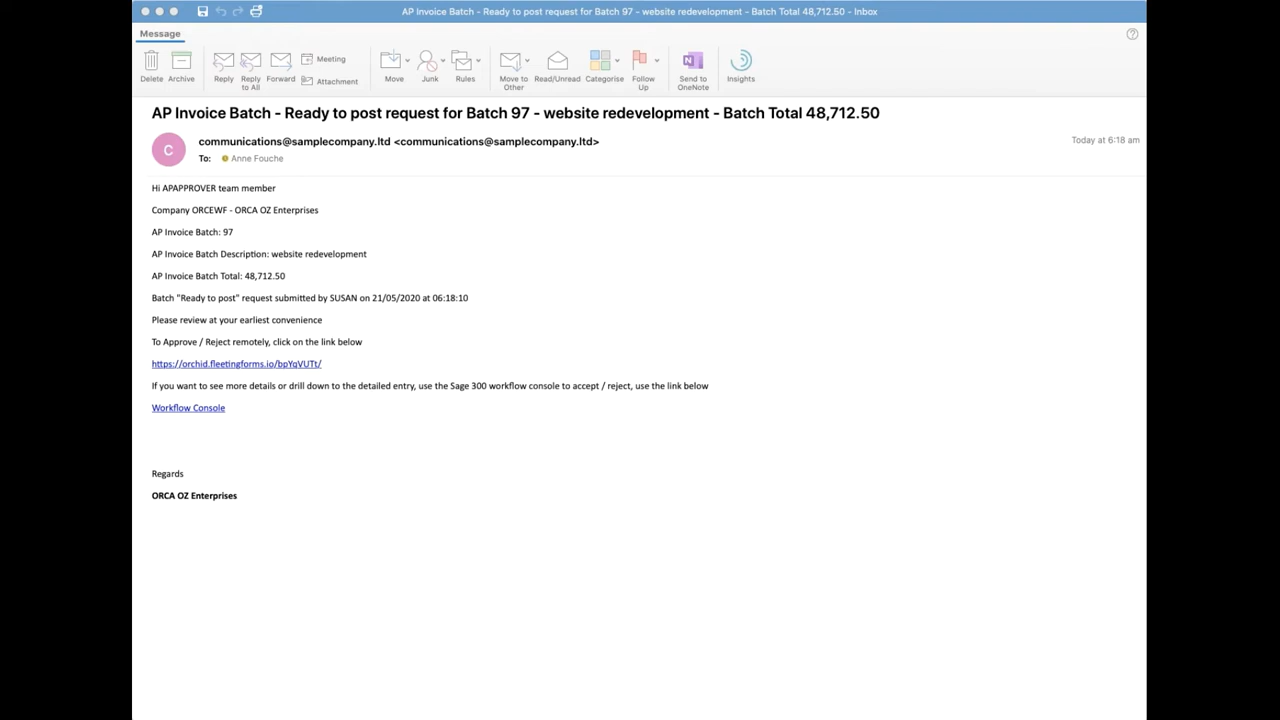 AP Invoice Batch - Ready to post request for Batch 97 - website redevelopment - Batch Total 48,712.50 - Inbox
Message
Delete
Archive
Reply
Reply to All
Forward
Meeting
Attachment
Move
Junk
Rules
Move to Other
Read/Unread
Categorise
Follow Up
Send to OneNote
Insights
AP Invoice Batch - Ready to post request for Batch 97 - website redevelopment - Batch Total 48,712.50
C
communications@samplecompany.ltd <communications@samplecompany.ltd>
Today at 6:18 am
To: Anne Fouche
Hi APAPPROVER team member
Company ORCEWF - ORCA OZ Enterprises
AP Invoice Batch: 97
AP Invoice Batch Description: website redevelopment
AP Invoice Batch Total: 48,712.50
Batch "Ready to post" request submitted by SUSAN on 21/05/2020 at 06:18:10
Please review at your earliest convenience
To Approve / Reject remotely, click on the link below
https://orchid.fleetingforms.io/bpYqVUTt/
If you want to see more details or drill down to the detailed entry, use the Sage 300 workflow console to accept / reject, use the link below
Workflow Console
Regards
ORCA OZ Enterprises